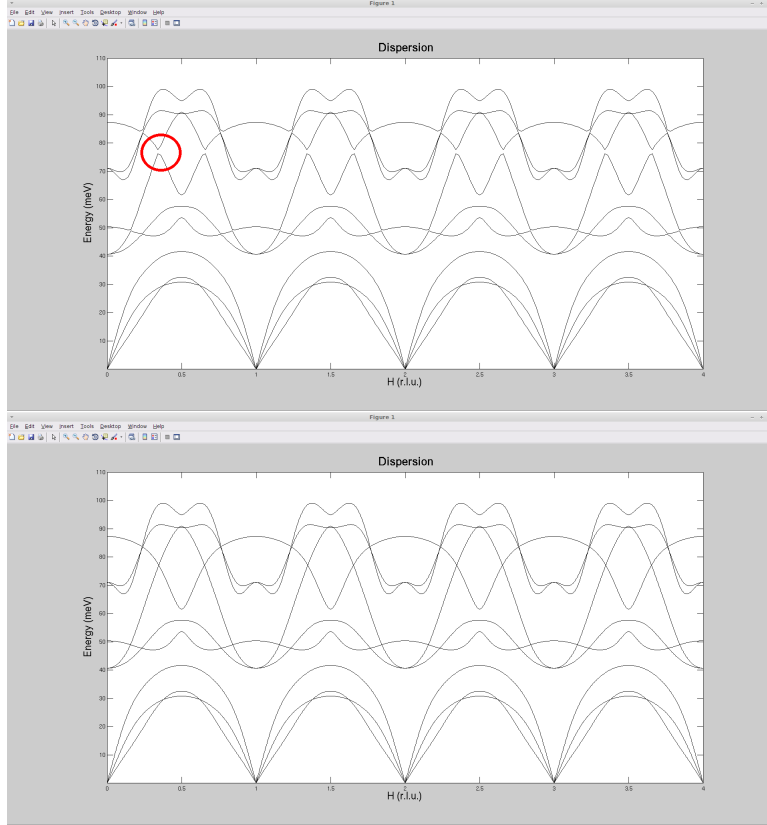 Figure 1
File Edit View Insert Tools Desktop Window Help
Dispersion
110
100
90
80
70
60
50
40
30
20
10
Energy (meV)
0 0.5 1 1.5 2 2.5 3 3.5 4
H (r.l.u.)
Figure 1
File Edit View Insert Tools Desktop Window Help
Dispersion
110
100
90
80
70
60
50
40
30
20
10
Energy (meV)
0 0.5 1 1.5 2 2.5 3 3.5 4
H (r.l.u.)